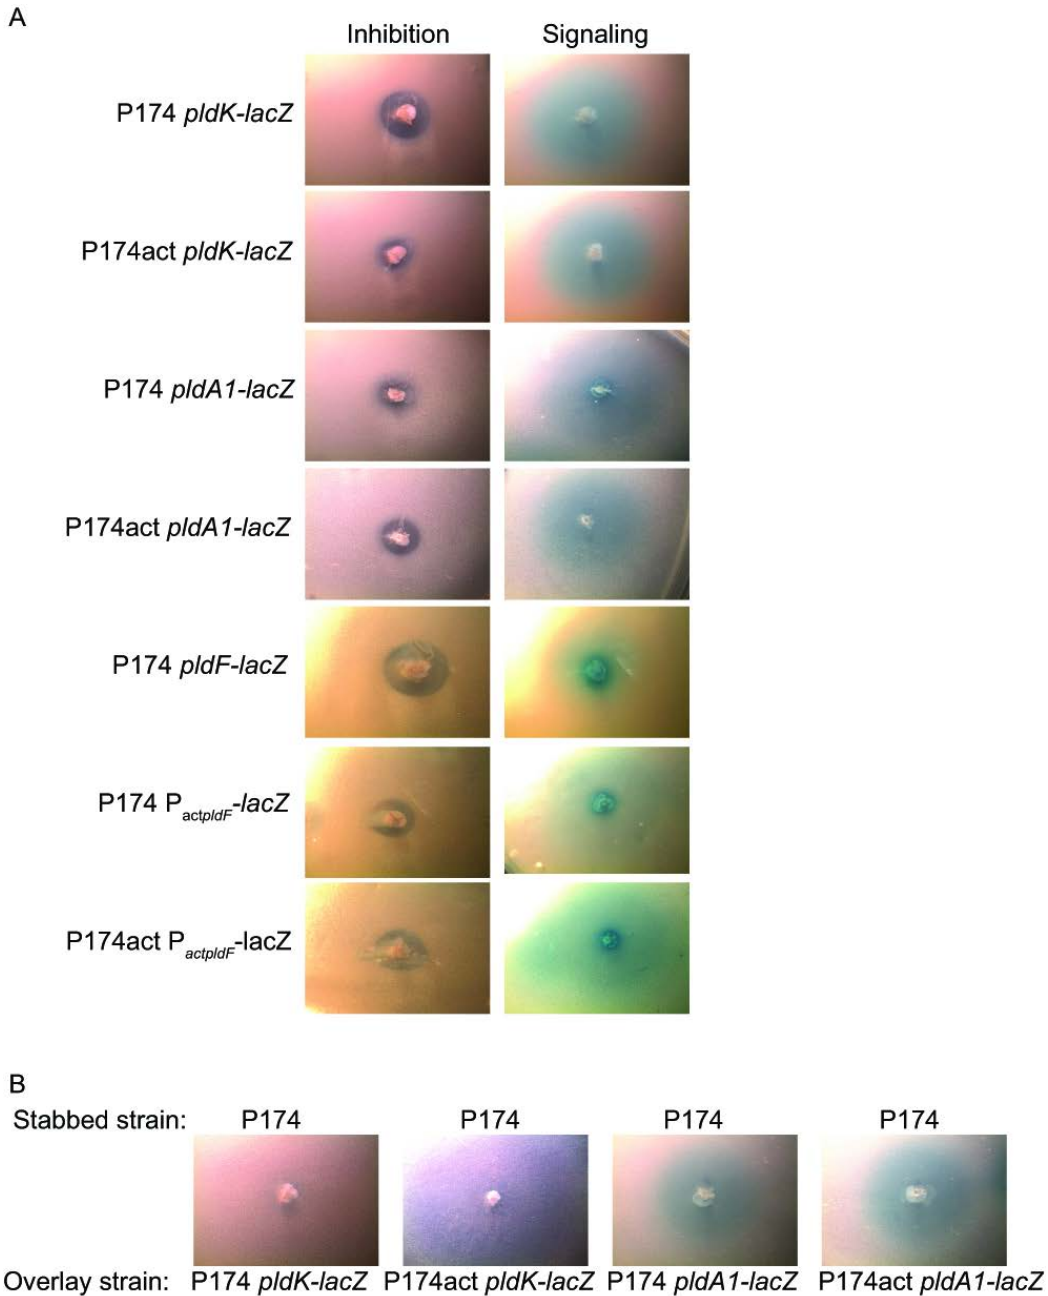 A
Inhibition Signaling
P174 pldK-lacZ
P174act pldK-lacZ
P174 pldA1-lacZ
P174act pldA1-lacZ
P174 pldF-lacZ
P174 PactpldF-lacZ
P174act PactpldF-lacZ
B
Stabbed strain: P174 P174 P174 P174
Overlay strain: P174 pldK-lacZ P174act pldK-lacZ P174 pldA1-lacZ P174act pldA1-lacZ